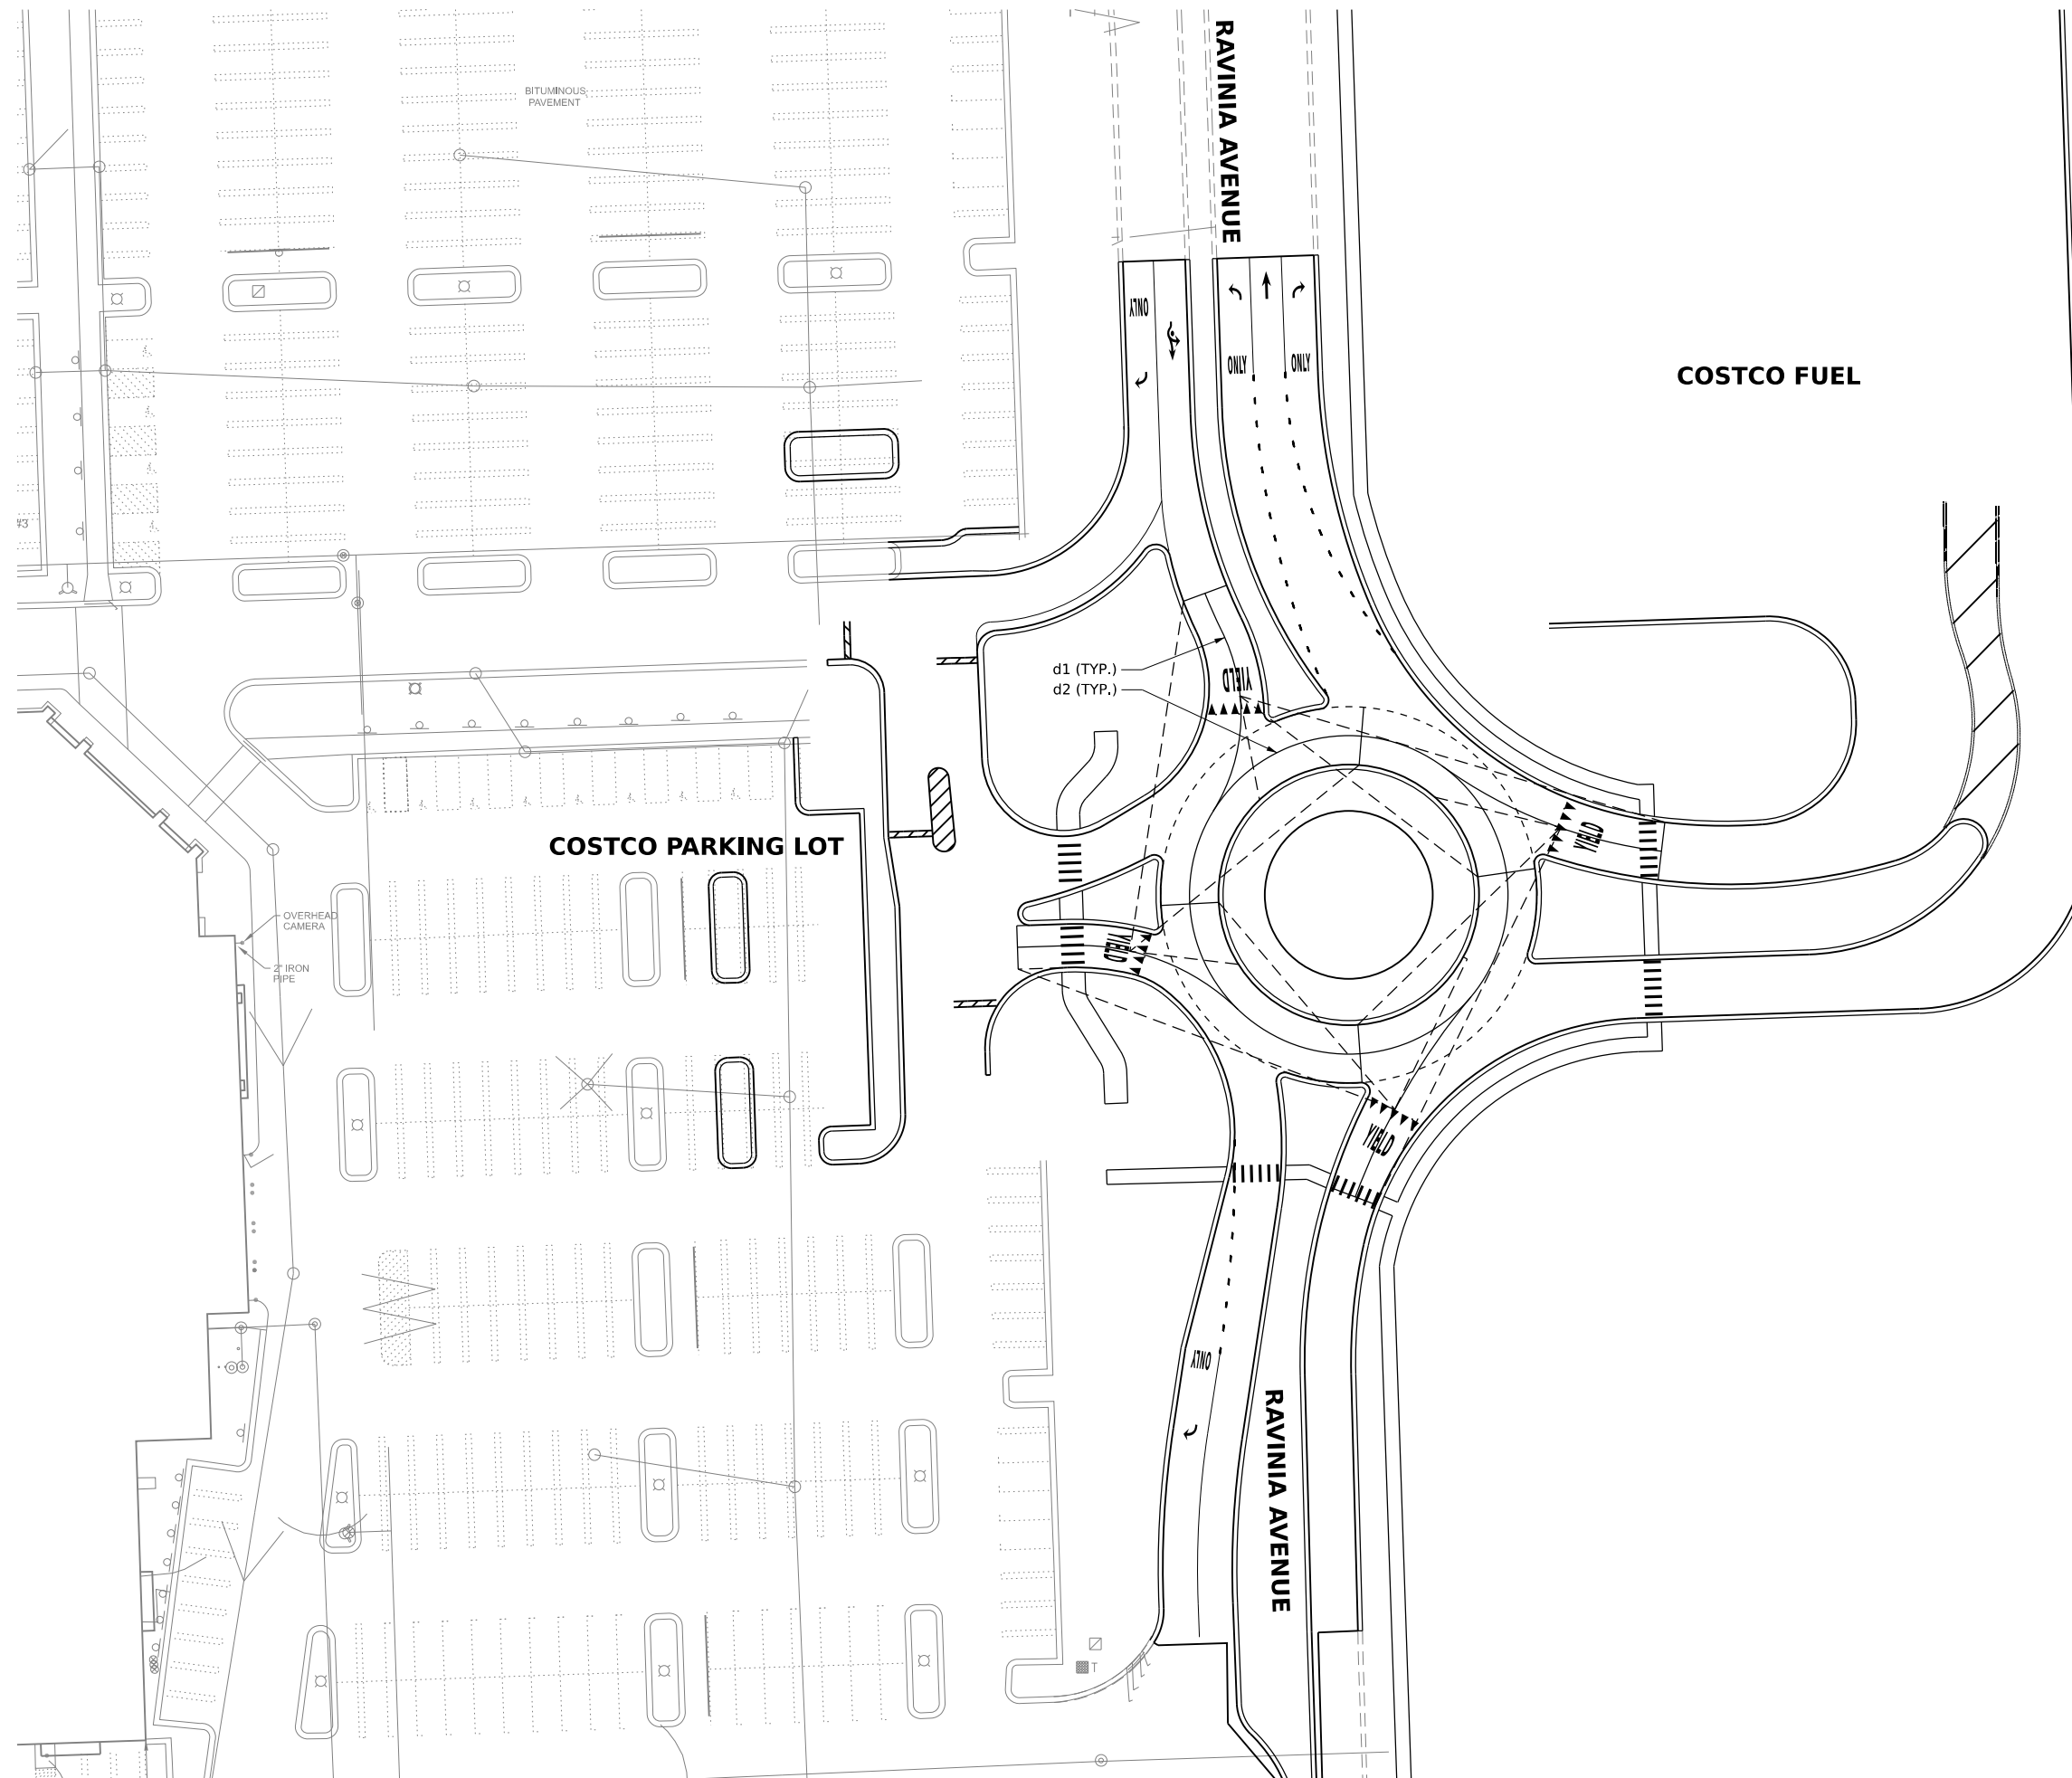 RAVINIA AVENUE
BITUMINOUS
PAVEMENT
ONLY
ONLY
ONLY
COSTCO FUEL
#3
d1 (TYP.)
d2 (TYP.)
YIELD
YIELD
COSTCO PARKING LOT
OVERHEAD
CAMERA
YIELD
2" IRON
PIPE
YIELD
ONLY
RAVINIA AVENUE
T